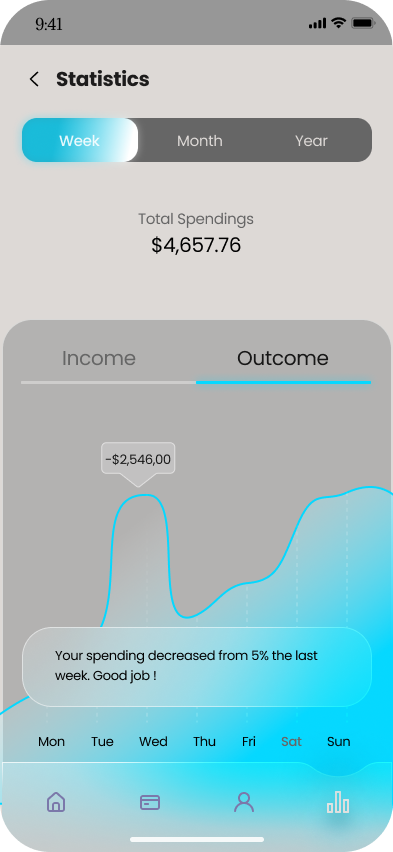 9:41
Statistics
Week Month Year
Total Spendings
$4,657.76
Income Outcome
-$2,546,00
Your spending decreased from 5% the last
week. Good job !
Mon Tue Wed Thu Fri Sat Sun